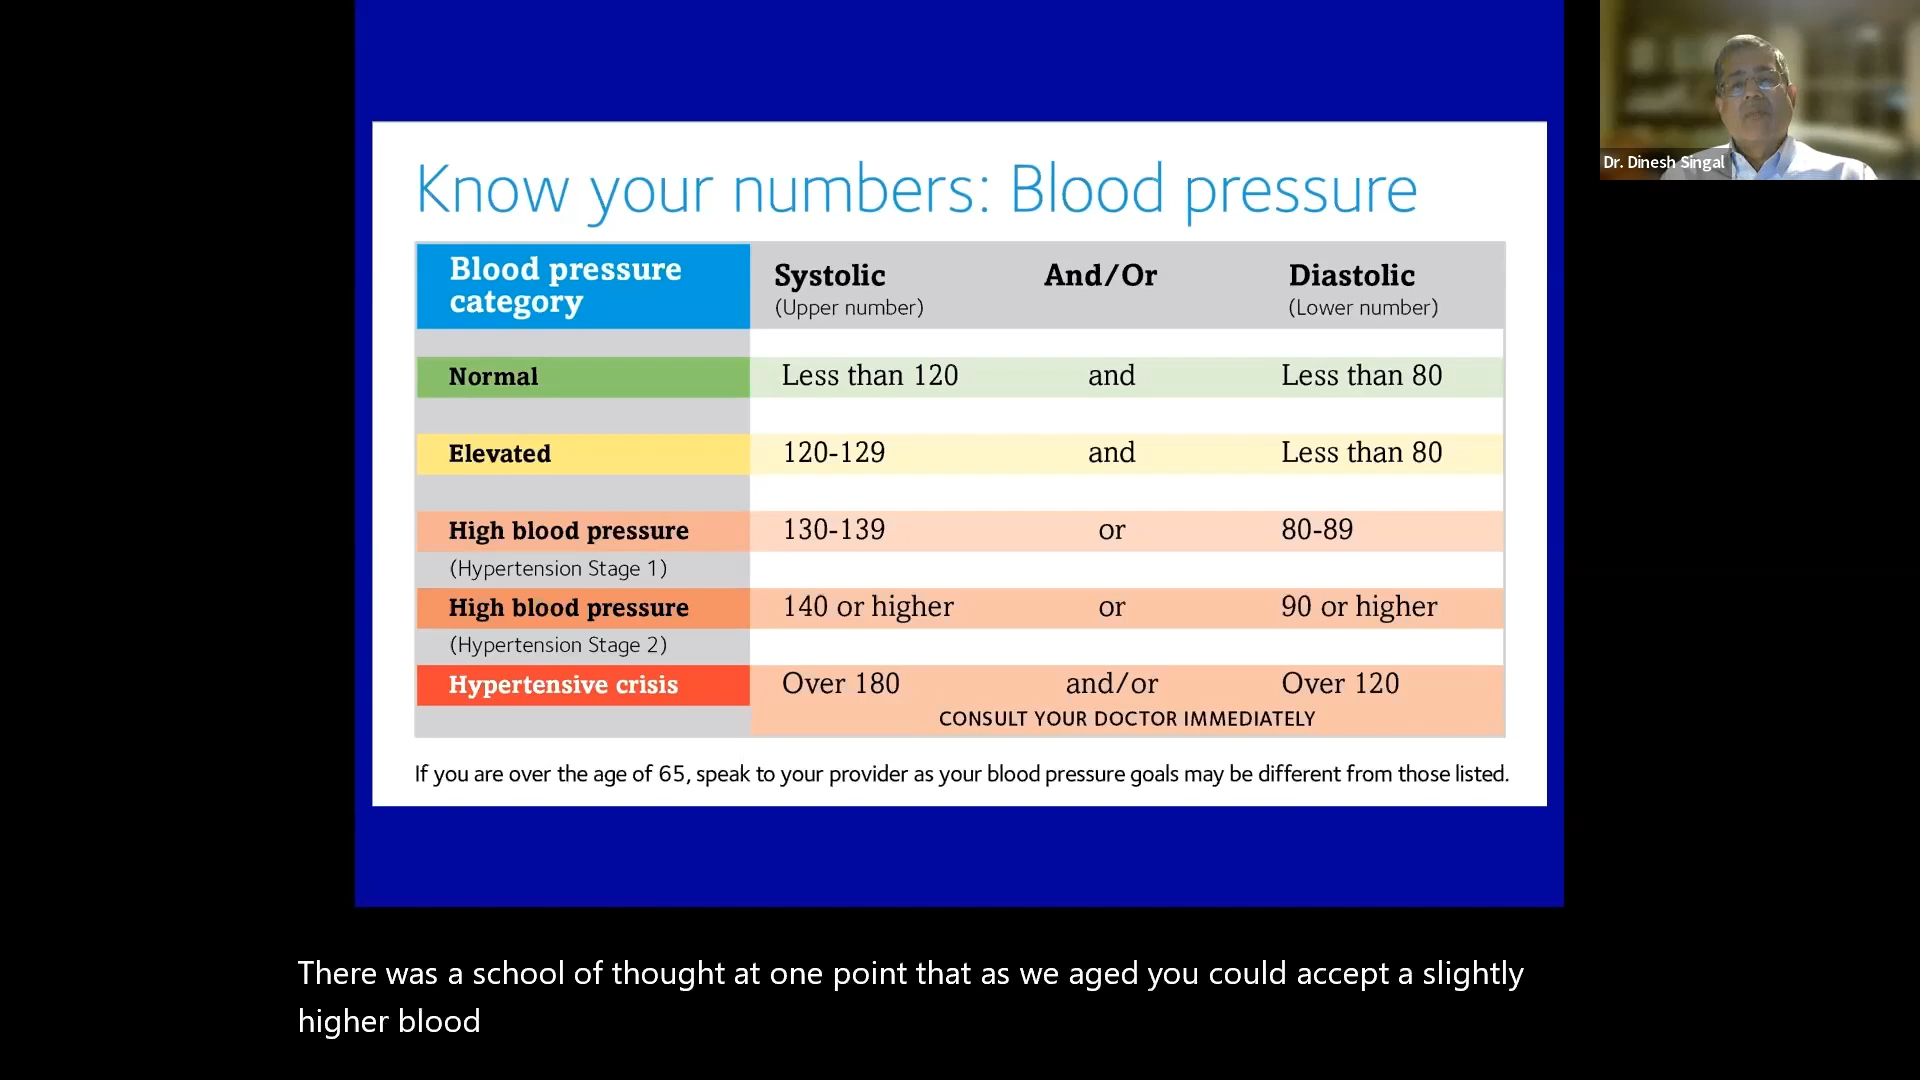 Dr. Dinesh Singal
Know your numbers: Blood pressure
Blood pressure category
Systolic (Upper number) And/Or Diastolic (Lower number)
Normal Less than 120 and Less than 80
Elevated 120-129 and Less than 80
High blood pressure 130-139 or 80-89
(Hypertension Stage 1)
High blood pressure 140 or higher or 90 or higher
(Hypertension Stage 2)
Hypertensive crisis Over 180 and/or Over 120
CONSULT YOUR DOCTOR IMMEDIATELY
If you are over the age of 65, speak to your provider as your blood pressure goals may be different from those listed.
There was a school of thought at one point that as we aged you could accept a slightly
higher blood